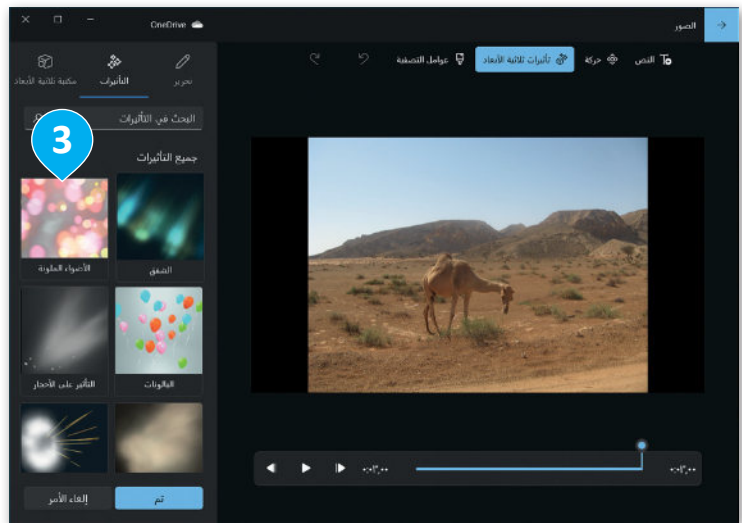 الصور
OneDrive
النص
حركة
تأثيرات ثلاثية الأبعاد
عوامل التصفية
تحرير
التأثيرات
مكتبة ثلاثية الأبعاد
البحث في التأثيرات
3
جميع التأثيرات
الشفق
الأضواء الملونة
البالونات
التأثير على الأحجار
تم
إلغاء الأمر